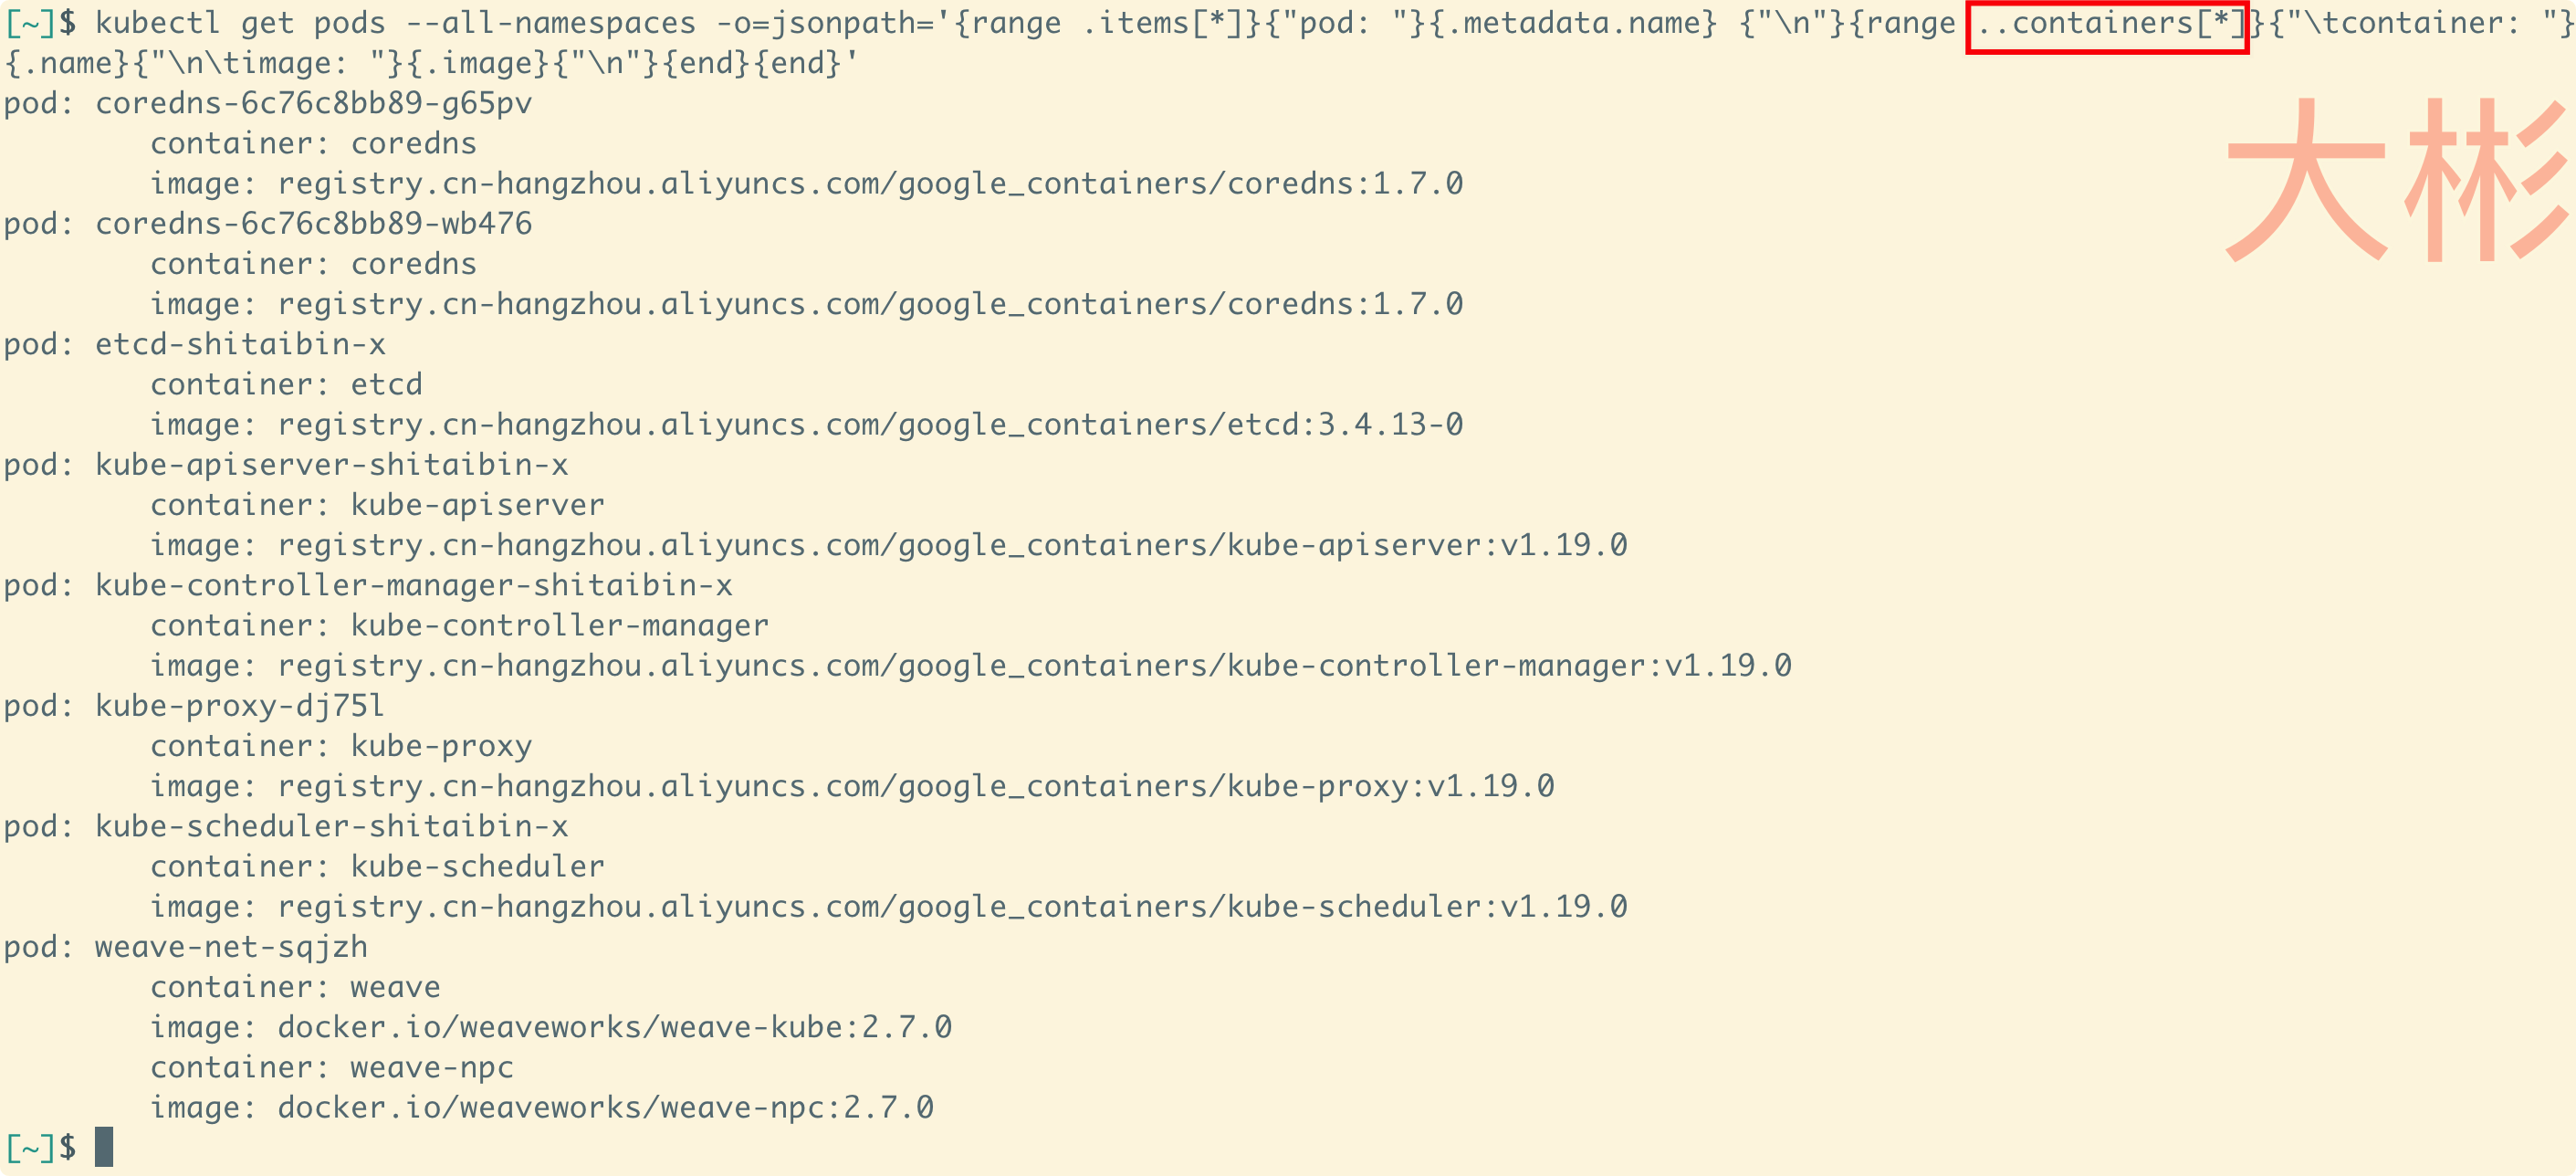 [~]$ kubectl get pods --all-namespaces -o=jsonpath='{range .items[*]}{"pod: "}{.metadata.name} {"\n"}{range ..containers[*]}{"\tcontainer: "}
{.name}{"\n\timage: "}{.image}{"\n"}{end}{end}'
pod: coredns-6c76c8bb89-g65pv
container: coredns
image: registry.cn-hangzhou.aliyuncs.com/google_containers/coredns:1.7.0
pod: coredns-6c76c8bb89-wb476
container: coredns
image: registry.cn-hangzhou.aliyuncs.com/google_containers/coredns:1.7.0
pod: etcd-shitaibin-x
container: etcd
image: registry.cn-hangzhou.aliyuncs.com/google_containers/etcd:3.4.13-0
pod: kube-apiserver-shitaibin-x
container: kube-apiserver
image: registry.cn-hangzhou.aliyuncs.com/google_containers/kube-apiserver:v1.19.0
pod: kube-controller-manager-shitaibin-x
container: kube-controller-manager
image: registry.cn-hangzhou.aliyuncs.com/google_containers/kube-controller-manager:v1.19.0
pod: kube-proxy-dj75l
container: kube-proxy
image: registry.cn-hangzhou.aliyuncs.com/google_containers/kube-proxy:v1.19.0
pod: kube-scheduler-shitaibin-x
container: kube-scheduler
image: registry.cn-hangzhou.aliyuncs.com/google_containers/kube-scheduler:v1.19.0
pod: weave-net-sqjzh
container: weave
image: docker.io/weaveworks/weave-kube:2.7.0
container: weave-npc
image: docker.io/weaveworks/weave-npc:2.7.0
[~]$
大彬